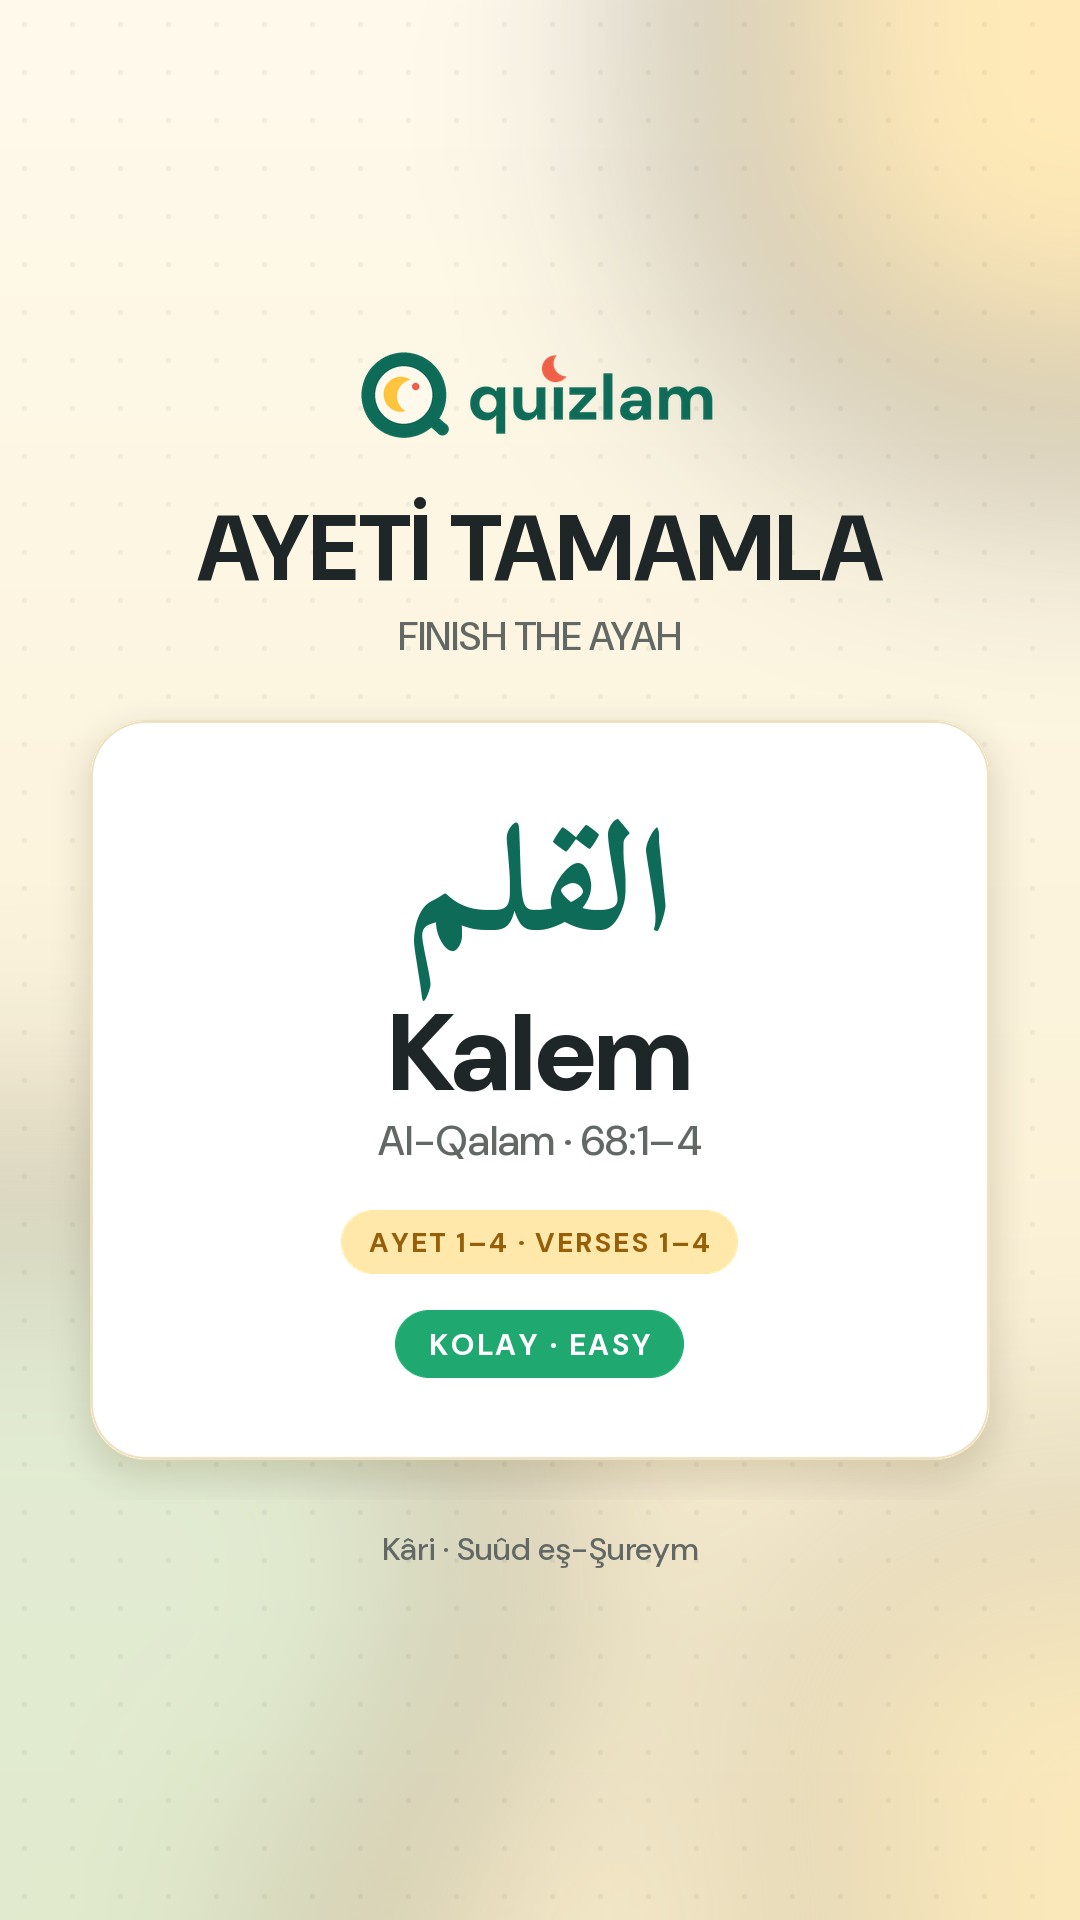 quizlam
AYETİ TAMAMLA
FINISH THE AYAH
القلم
Kalem
Al-Qalam · 68:1–4
AYET 1–4 · VERSES 1–4
KOLAY · EASY
Kâri · Suûd eş-Şureym